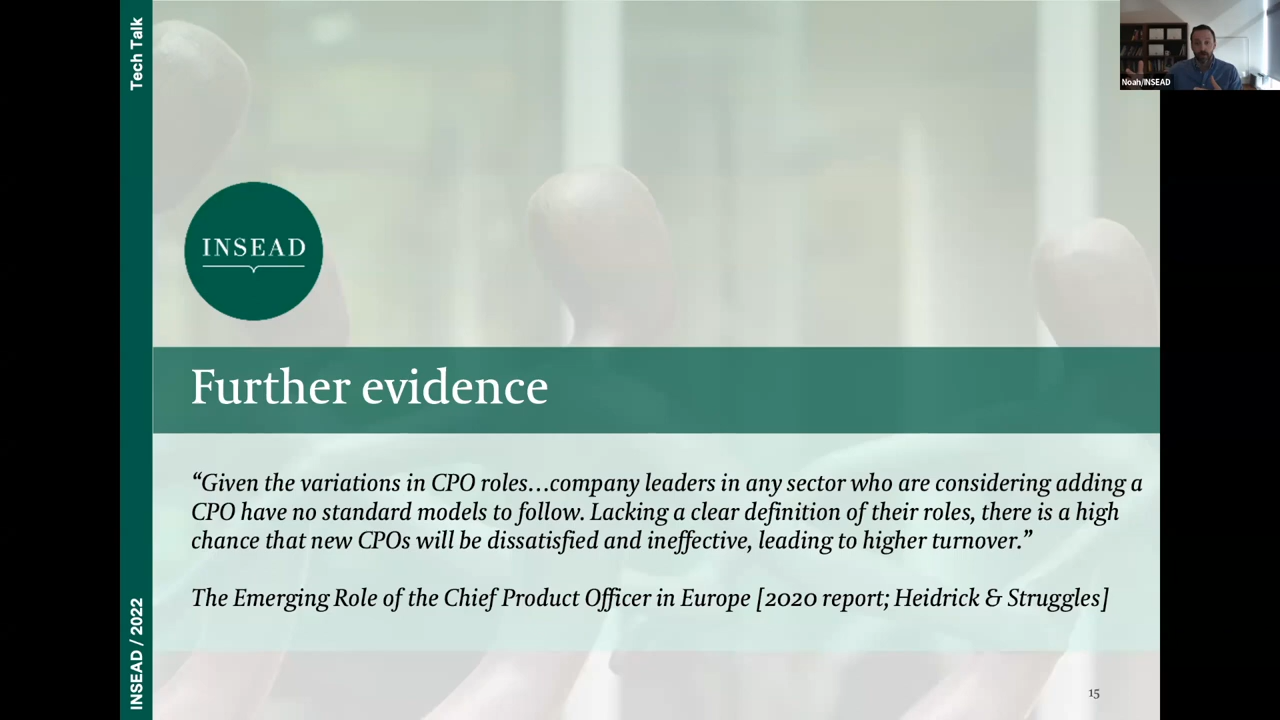 Tech Talk
Noah/INSEAD
INSEAD
Further evidence
“Given the variations in CPO roles…company leaders in any sector who are considering adding a
CPO have no standard models to follow. Lacking a clear definition of their roles, there is a high
chance that new CPOs will be dissatisfied and ineffective, leading to higher turnover.”
The Emerging Role of the Chief Product Officer in Europe [2020 report; Heidrick & Struggles]
INSEAD / 2022
15